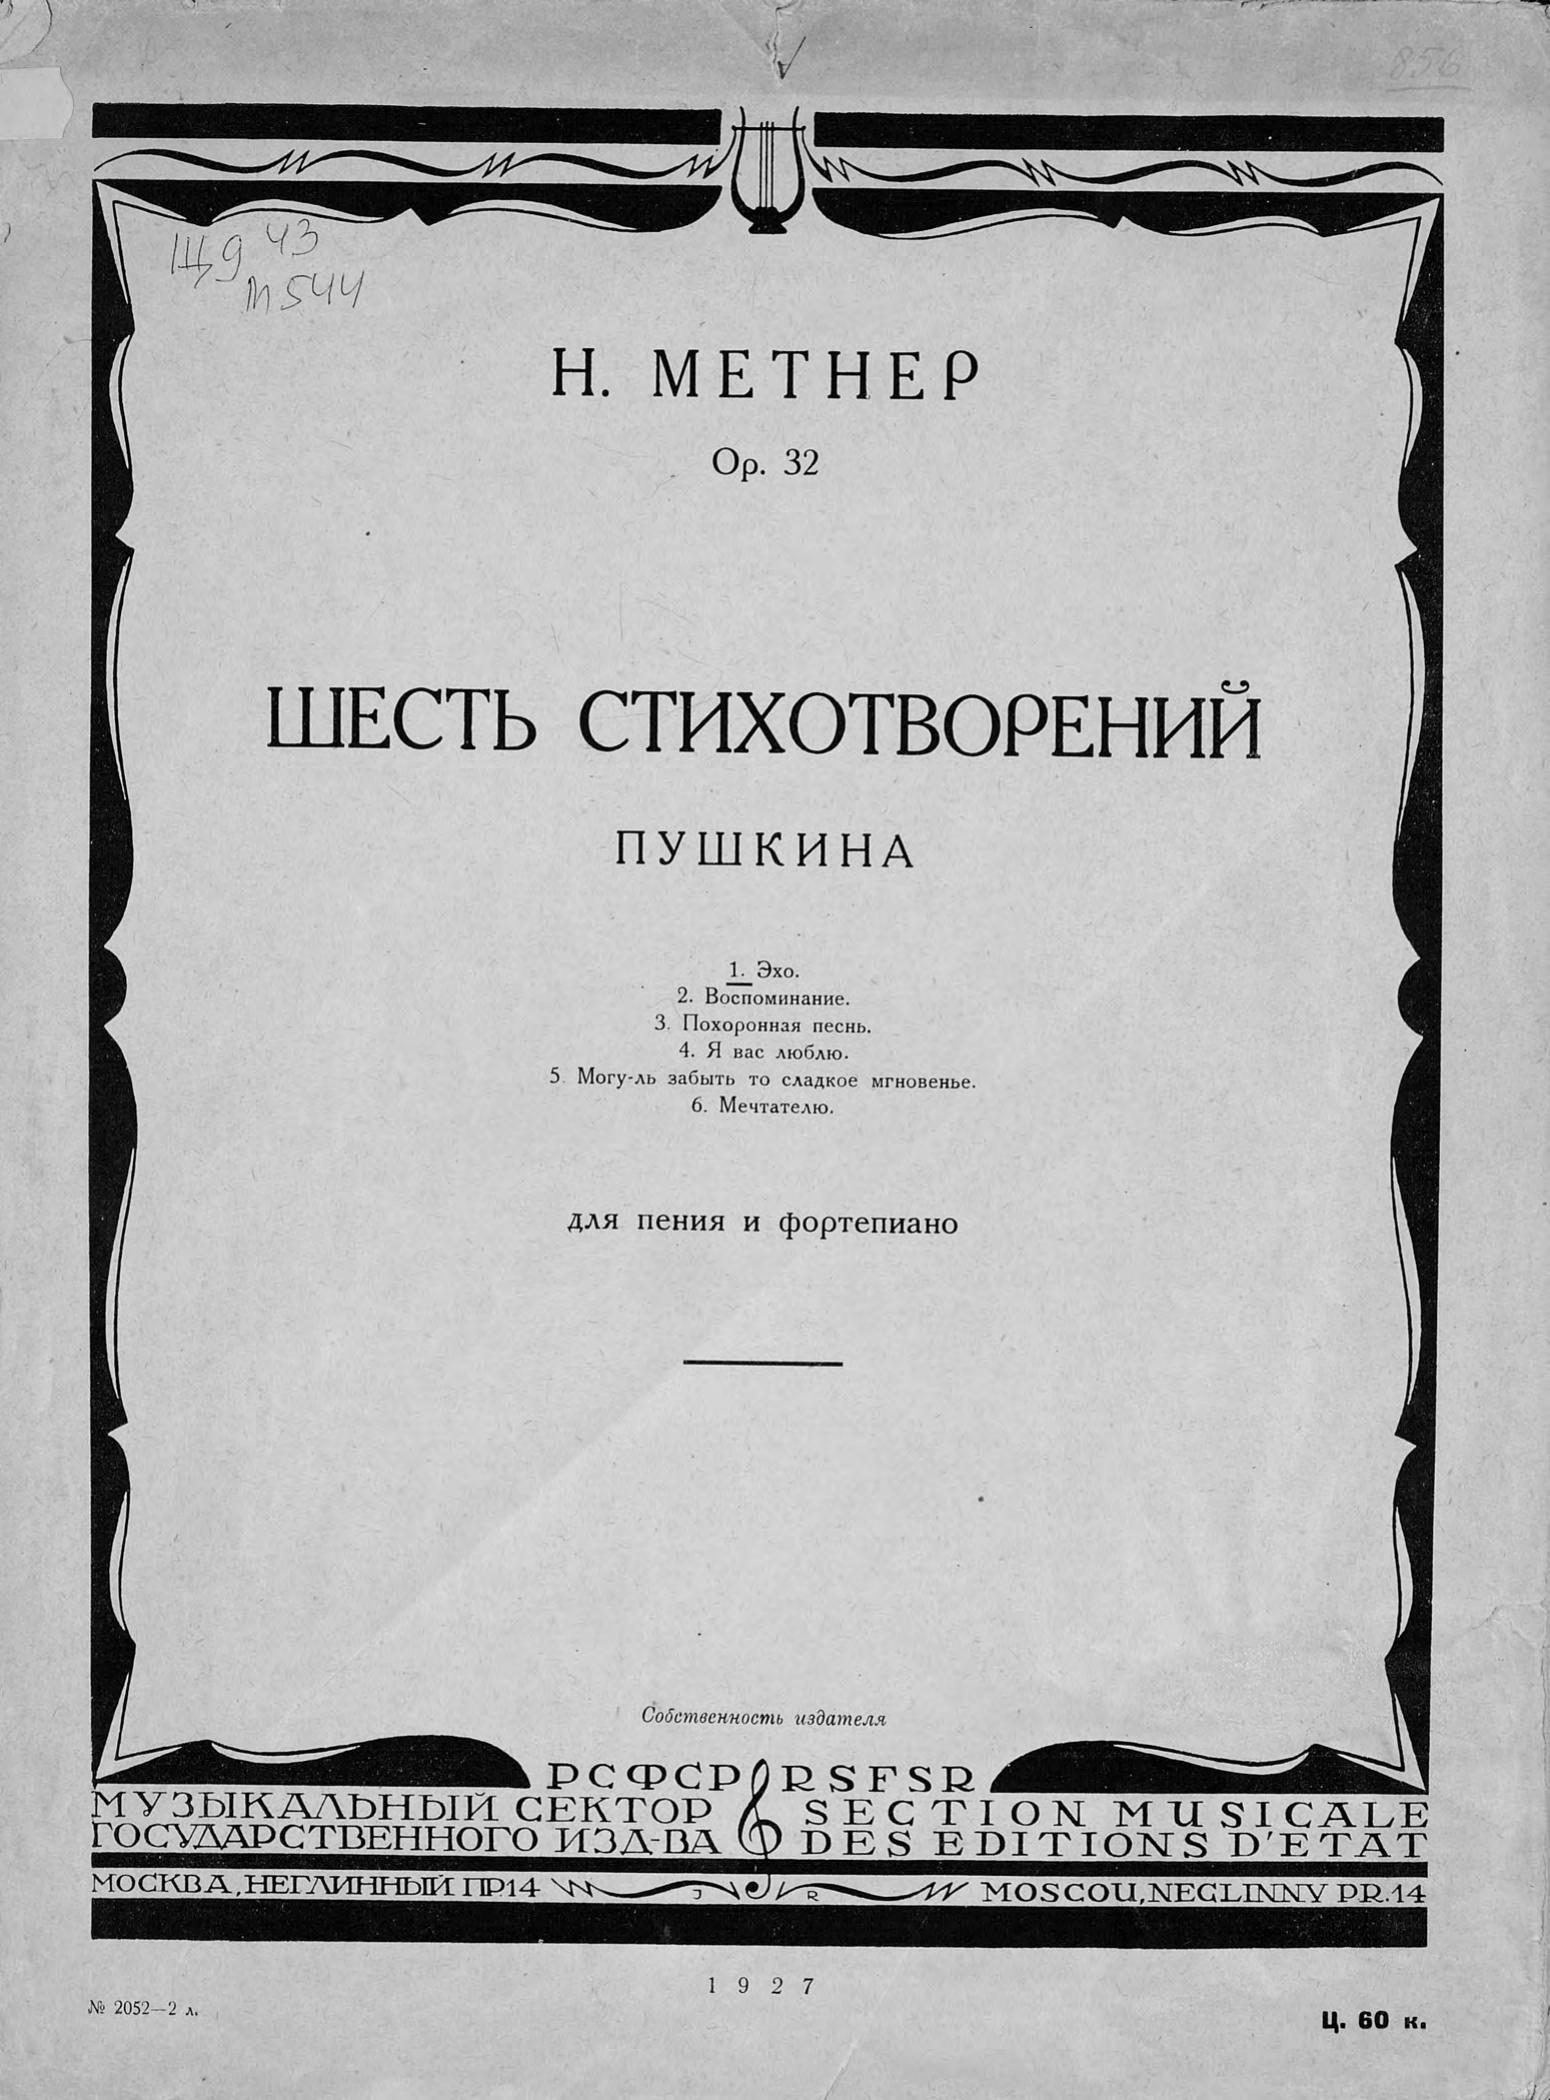 856
Щ9 43
М544
Н. МЕТНЕР
Op. 32
ШЕСТЬ СТИХОТВОРЕНИЙ
ПУШКИНА
1. Эхо.
2. Воспоминание.
3. Похоронная песнь.
4. Я вас люблю.
5. Могу-ль забыть то сладкое мгновенье.
6. Мечтателю.
для пения и фортепиано
Собственность издателя
РСФСР RSFSR
МУЗЫКАЛЬНЫЙ СЕКТОР SECTION MUSICALE
ГОСУДАРСТВЕННОГО ИЗД-ВА DES EDITIONS D'ETAT
МОСКВА, НЕГЛИННЫЙ ПР.14 J R MOSCOU, NEGLINNY PR.14
1927
№ 2052—2 л.
Ц. 60 к.